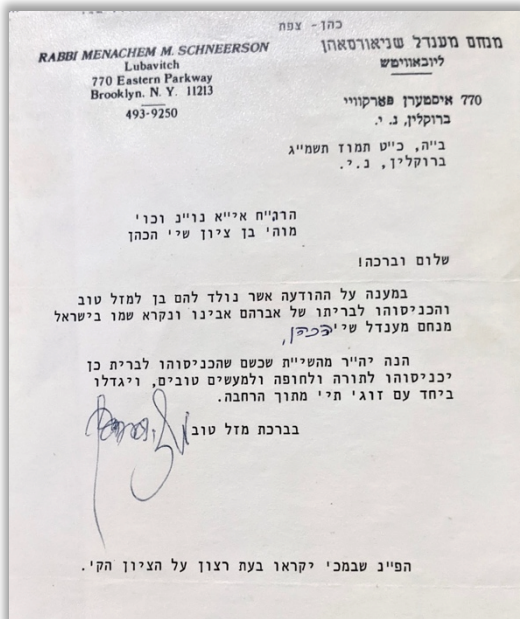 כהן - צפת
RABBI MENACHEM M. SCHNEERSON
Lubavitch
770 Eastern Parkway
Brooklyn. N. Y. 11213
493-9250
מנחם מענדל שניאורסאהן
ליובאוויטש
770 איסטערן פארקוויי
ברוקלין, נ. י.
ב"ה, כ"ט תמוז תשמ"ג
ברוקלין, נ.י.
הרה"ח אי"א נו"נ וכו'
מוה' בן ציון שי' הכהן
שלום וברכה!
במענה על ההודעה אשר נולד להם בן למזל טוב
והכניסוהו לבריתו של אברהם אבינו ונקרא שמו בישראל
מנחם מענדל שי' הכהן,
הנה יה"ר מהשי"ת שכשם שהכניסוהו לברית כן
יכניסוהו לתורה ולחופה ולמעשים טובים, ויגדלו
ביחד עם זוג' תי' מתוך הרחבה.
בברכת מזל טוב
הפ"נ שבמכ' יקראו בעת רצון על הציון הק'.